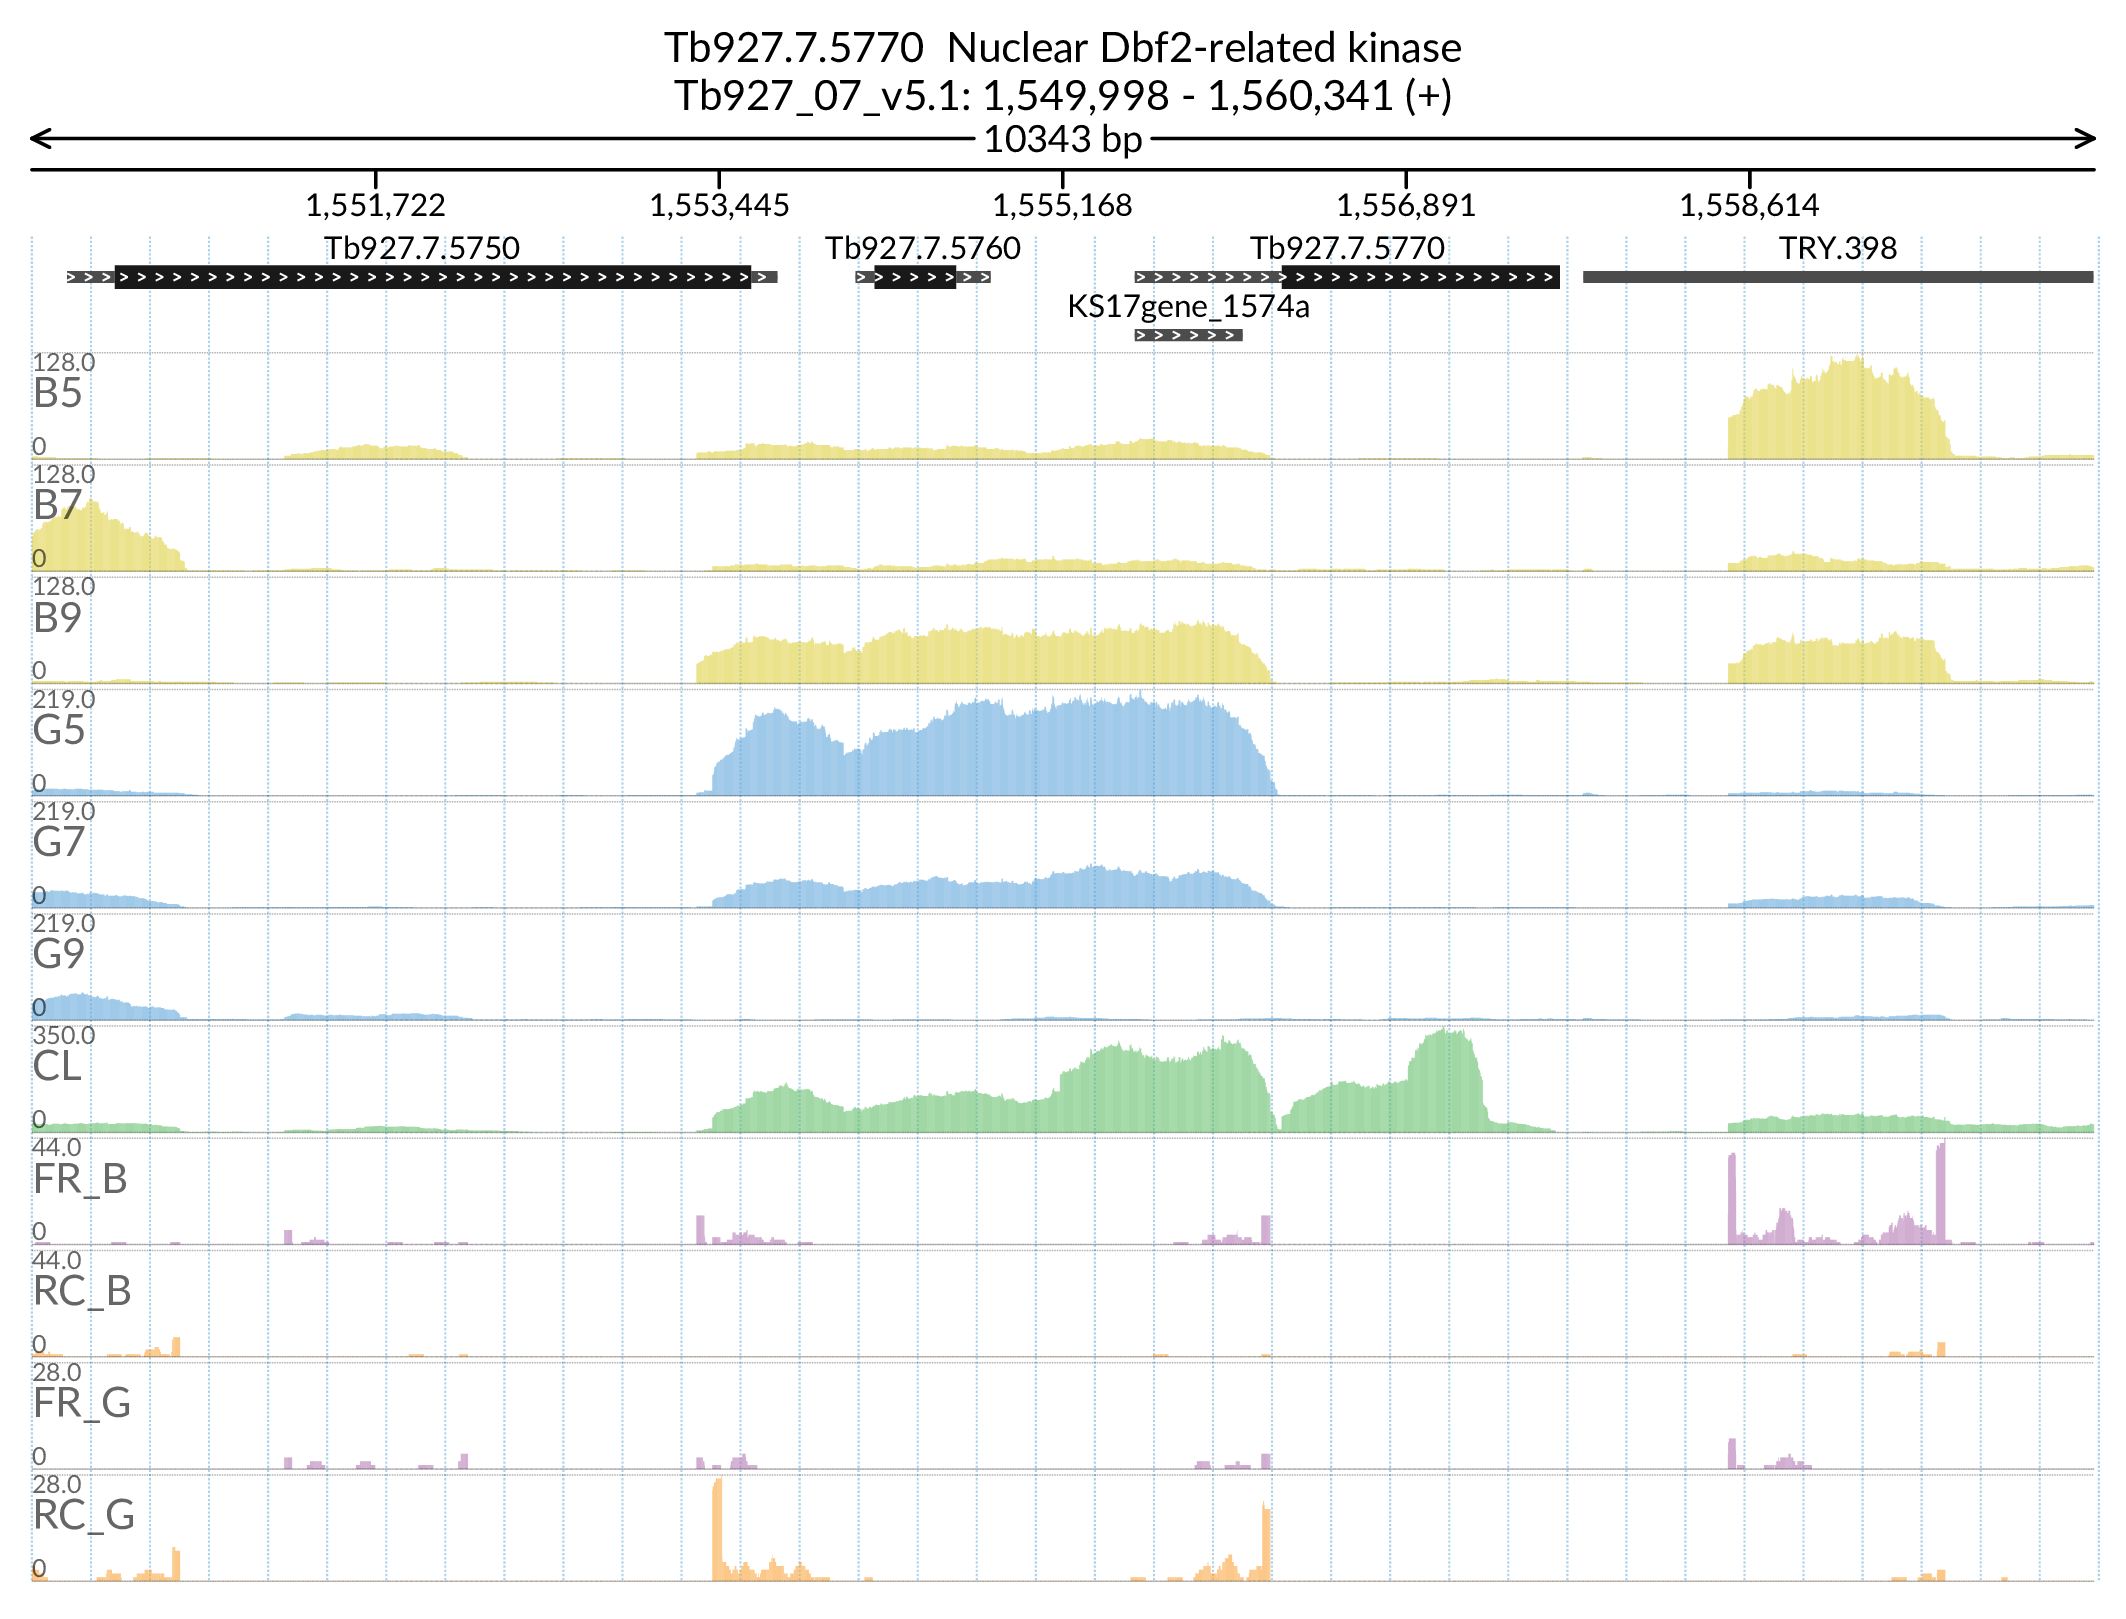 Tb927.7.5770  Nuclear Dbf2-related kinase
Tb927_07_v5.1: 1,549,998 - 1,560,341 (+)
10343 bp
1,551,722 1,553,445 1,555,168 1,556,891 1,558,614
Tb927.7.5750 Tb927.7.5760 Tb927.7.5770 TRY.398
KS17gene_1574a
128.0
B5
0
128.0
B7
0
128.0
B9
0
219.0
G5
0
219.0
G7
0
219.0
G9
0
350.0
CL
0
44.0
FR_B
0
44.0
RC_B
0
28.0
FR_G
0
28.0
RC_G
0